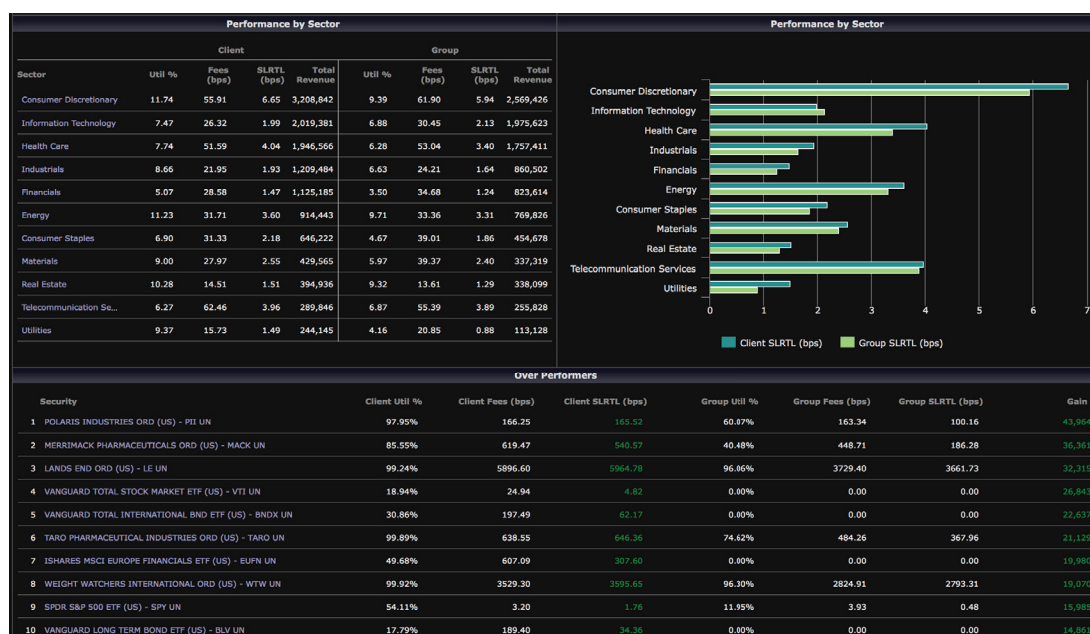 Performance by Sector
Client Group
Sector Util % Fees (bps) SLRTL (bps) Total Revenue Util % Fees (bps) SLRTL (bps) Total Revenue
Consumer Discretionary 11.74 55.91 6.65 3,208,842 9.39 61.90 5.94 2,569,426
Information Technology 7.47 26.32 1.99 2,019,381 6.88 30.45 2.13 1,975,623
Health Care 7.74 51.59 4.04 1,946,566 6.28 53.04 3.40 1,757,411
Industrials 8.66 21.95 1.93 1,209,484 6.63 24.21 1.64 860,502
Financials 5.07 28.58 1.47 1,125,185 3.50 34.68 1.24 823,614
Energy 11.23 31.71 3.60 914,443 9.71 33.36 3.31 769,826
Consumer Staples 6.90 31.33 2.18 646,222 4.67 39.01 1.86 454,678
Materials 9.00 27.97 2.55 429,565 5.97 39.37 2.40 337,319
Real Estate 10.28 14.51 1.51 394,936 9.32 13.61 1.29 338,099
Telecommunication Se... 6.27 62.46 3.96 289,846 6.87 55.39 3.89 255,828
Utilities 9.37 15.73 1.49 244,145 4.16 20.85 0.88 113,128
Performance by Sector
Consumer Discretionary
Information Technology
Health Care
Industrials
Financials
Energy
Consumer Staples
Materials
Real Estate
Telecommunication Services
Utilities
0 1 2 3 4 5 6 7
Client SLRTL (bps) Group SLRTL (bps)
Over Performers
Security Client Util % Client Fees (bps) Client SLRTL (bps) Group Util % Group Fees (bps) Group SLRTL (bps) Gain
1 POLARIS INDUSTRIES ORD (US) - PII UN 97.95% 166.25 165.52 60.07% 163.34 100.16 43,964
2 MERRIMACK PHARMACEUTICALS ORD (US) - MACK UN 85.55% 619.47 540.57 40.48% 448.71 186.28 36,361
3 LANDS END ORD (US) - LE UN 99.24% 5896.60 5964.78 96.06% 3729.40 3661.73 32,315
4 VANGUARD TOTAL STOCK MARKET ETF (US) - VTI UN 18.94% 24.94 4.82 0.00% 0.00 0.00 26,843
5 VANGUARD TOTAL INTERNATIONAL BND ETF (US) - BNDX UN 30.86% 197.49 62.17 0.00% 0.00 0.00 22,637
6 TARO PHARMACEUTICAL INDUSTRIES ORD (US) - TARO UN 99.89% 638.55 646.36 74.62% 484.26 367.96 21,129
7 ISHARES MSCI EUROPE FINANCIALS ETF (US) - EUFN UN 49.68% 607.09 307.60 0.00% 0.00 0.00 19,980
8 WEIGHT WATCHERS INTERNATIONAL ORD (US) - WTW UN 99.92% 3529.30 3595.65 96.30% 2824.91 2793.31 19,070
9 SPDR S&P 500 ETF (US) - SPY UN 54.11% 3.20 1.76 11.95% 3.93 0.48 15,985
10 VANGUARD LONG TERM BOND ETF (US) - BLV UN 17.79% 189.40 34.36 0.00% 0.00 0.00 14,861